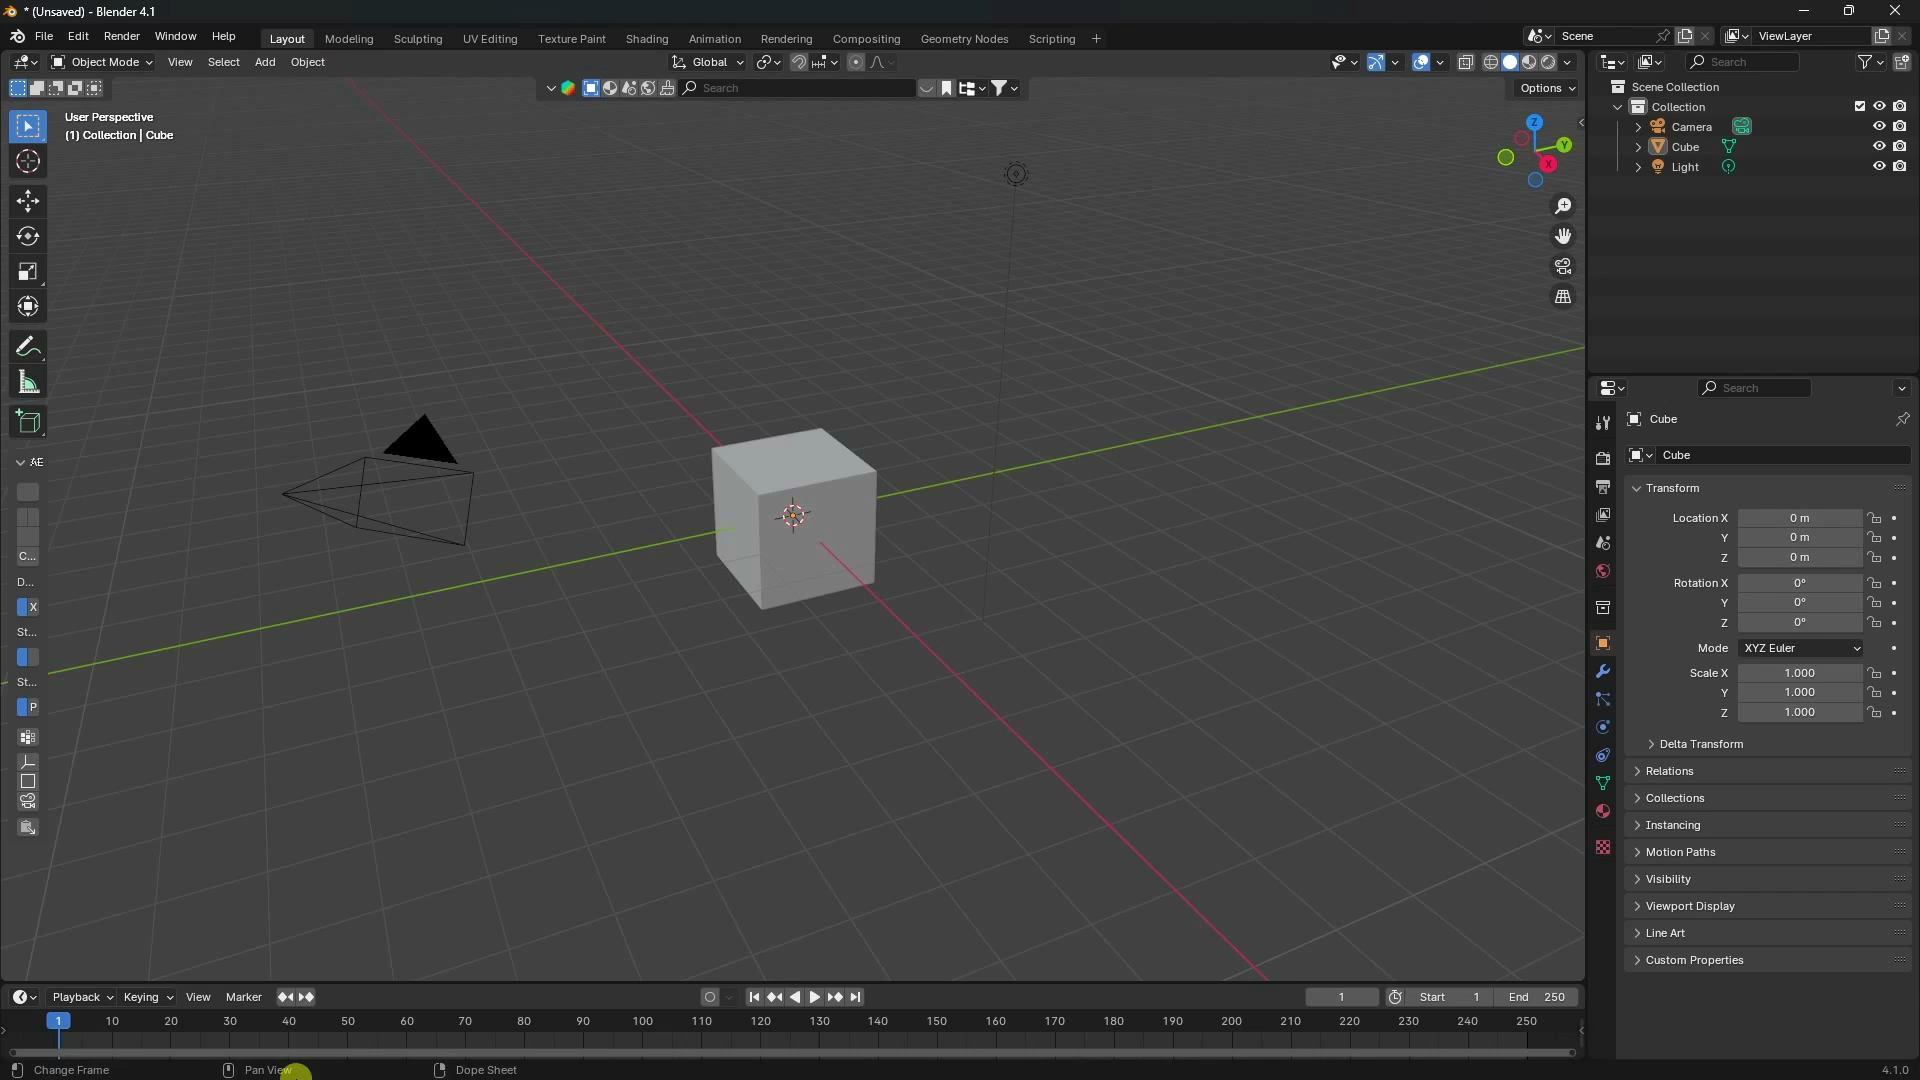 * (Unsaved) - Blender 4.1
File Edit Render Window Help Layout Modeling Sculpting UV Editing Texture Paint Shading Animation Rendering Compositing Geometry Nodes Scripting + Scene ViewLayer
Object Mode View Select Add Object Global Search
Search Options
User Perspective
(1) Collection | Cube
Z
Y
X
Scene Collection
Collection
Camera
Cube
Light
AE
C...
D...
X
St...
St...
P
Search
Cube
Cube
Transform
Location X 0 m
Y 0 m
Z 0 m
Rotation X 0°
Y 0°
Z 0°
Mode XYZ Euler
Scale X 1.000
Y 1.000
Z 1.000
Delta Transform
Relations
Collections
Instancing
Motion Paths
Visibility
Viewport Display
Line Art
Custom Properties
Playback Keying View Marker 1 Start 1 End 250
1 10 20 30 40 50 60 70 80 90 100 110 120 130 140 150 160 170 180 190 200 210 220 230 240 250
Change Frame Pan View Dope Sheet 4.1.0